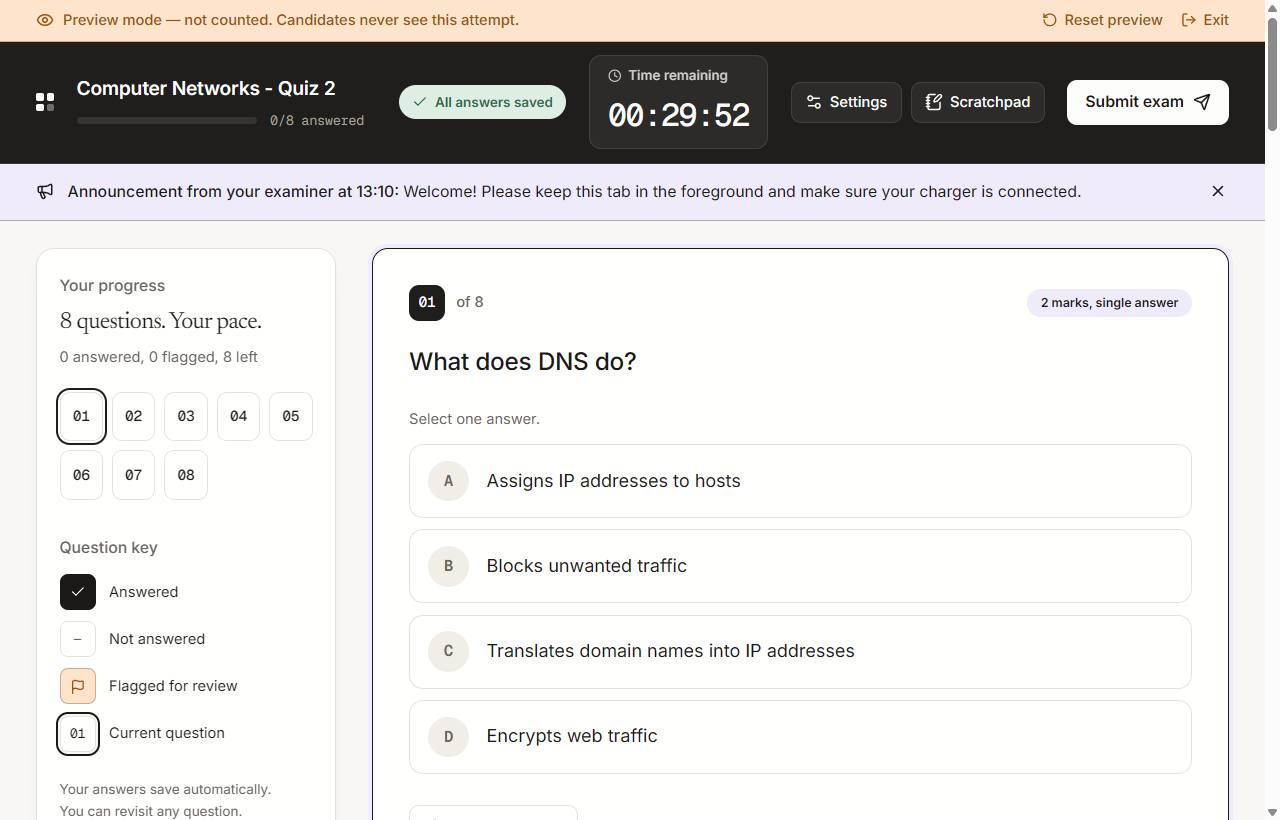 Preview mode — not counted. Candidates never see this attempt.
Reset preview
Exit
Computer Networks - Quiz 2
0/8 answered
All answers saved
Time remaining
00:29:52
Settings
Scratchpad
Submit exam
Announcement from your examiner at 13:10: Welcome! Please keep this tab in the foreground and make sure your charger is connected.
Your progress
8 questions. Your pace.
0 answered, 0 flagged, 8 left
01 02 03 04 05
06 07 08
Question key
Answered
– Not answered
Flagged for review
01 Current question
Your answers save automatically.
You can revisit any question.
01 of 8
2 marks, single answer
What does DNS do?
Select one answer.
A Assigns IP addresses to hosts
B Blocks unwanted traffic
C Translates domain names into IP addresses
D Encrypts web traffic